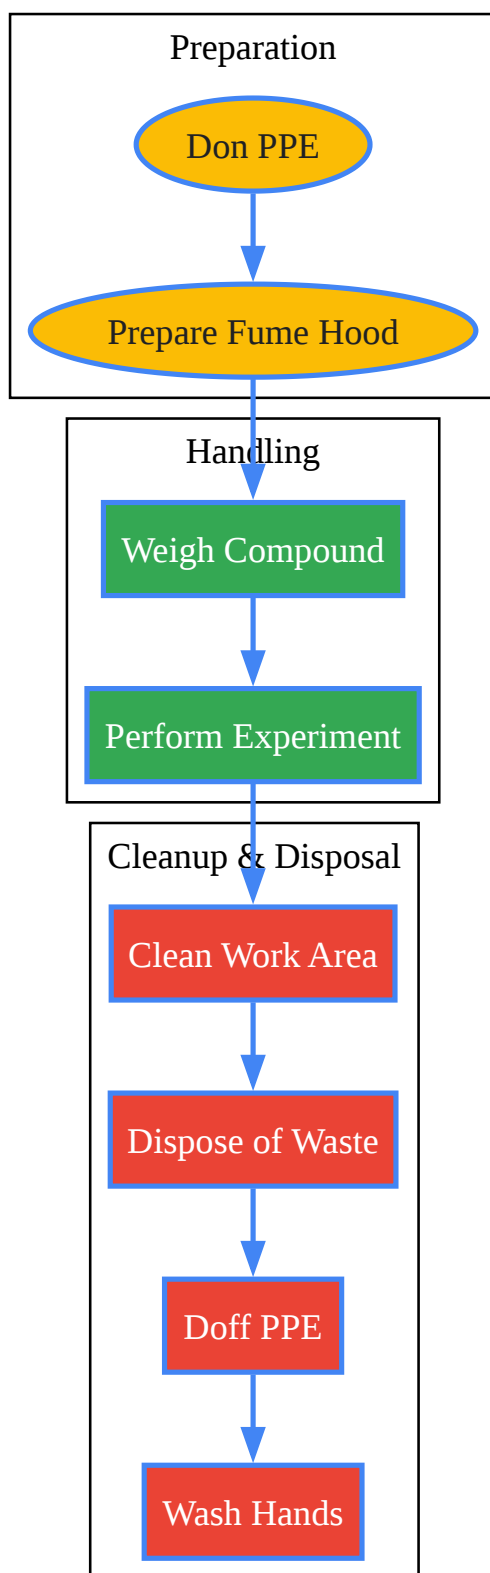 Preparation
Don PPE
Prepare Fume Hood
Handling
Weigh Compound
Perform Experiment
Cleanup & Disposal
Clean Work Area
Dispose of Waste
Doff PPE
Wash Hands